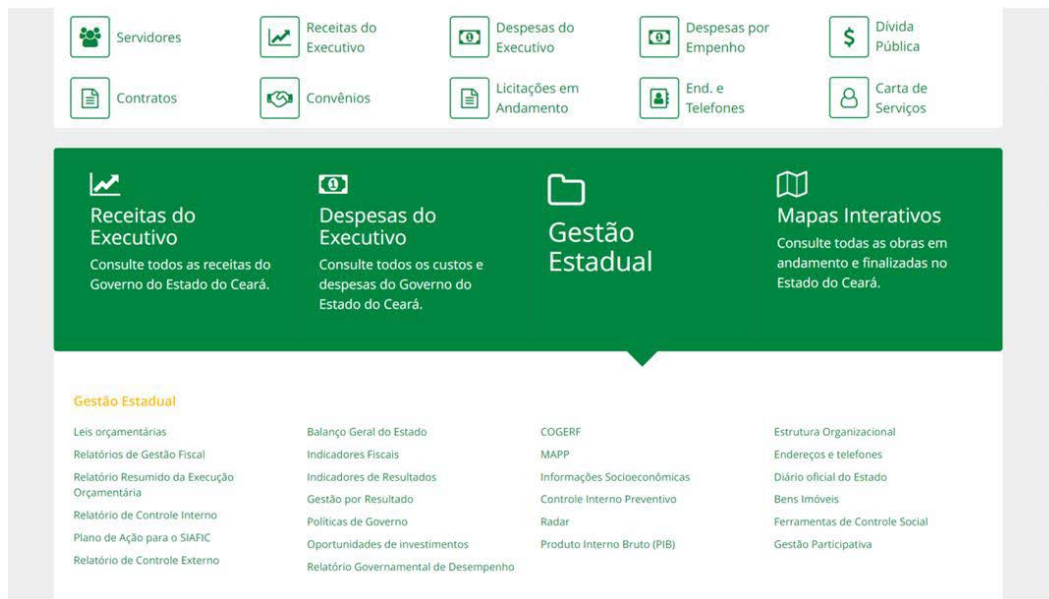 Servidores
Receitas do
Executivo
Despesas do
Executivo
Despesas por
Empenho
Dívida
Pública
Contratos
Convênios
Licitações em
Andamento
End. e
Telefones
Carta de
Serviços
Receitas do
Executivo
Consulte todos as receitas do
Governo do Estado do Ceará.
Despesas do
Executivo
Consulte todos os custos e
despesas do Governo do
Estado do Ceará.
Gestão
Estadual
Mapas Interativos
Consulte todas as obras em
andamento e finalizadas no
Estado do Ceará.
Gestão Estadual
Leis orçamentárias
Relatórios de Gestão Fiscal
Relatório Resumido da Execução
Orçamentária
Relatório de Controle Interno
Plano de Ação para o SIAFIC
Relatório de Controle Externo
Balanço Geral do Estado
Indicadores Fiscais
Indicadores de Resultados
Gestão por Resultado
Políticas de Governo
Oportunidades de investimentos
Relatório Governamental de Desempenho
COGERF
MAPP
Informações Socioeconômicas
Controle Interno Preventivo
Radar
Produto Interno Bruto (PIB)
Estrutura Organizacional
Endereços e telefones
Diário oficial do Estado
Bens Imóveis
Ferramentas de Controle Social
Gestão Participativa